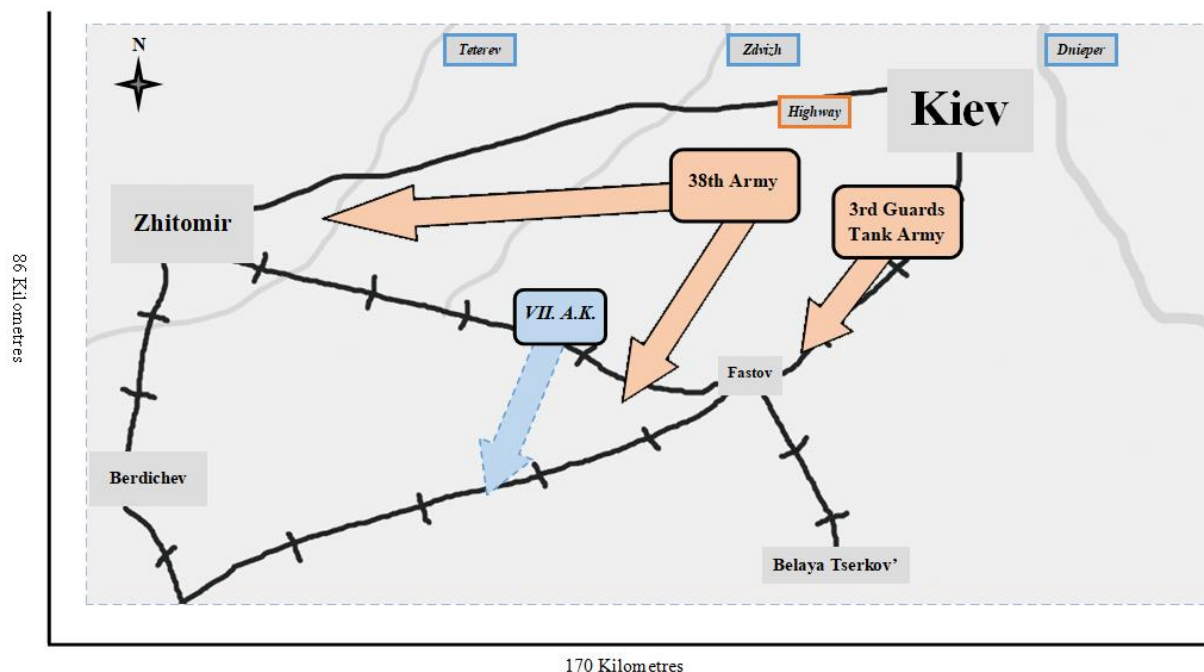 Teterev
Zdvizh
Dnieper
N
Highway
Kiev
38th Army
Zhitomir
3rd Guards
Tank Army
86 Kilometres
VII. A.K.
Fastov
Berdichev
Belaya Tserkov’
170 Kilometres